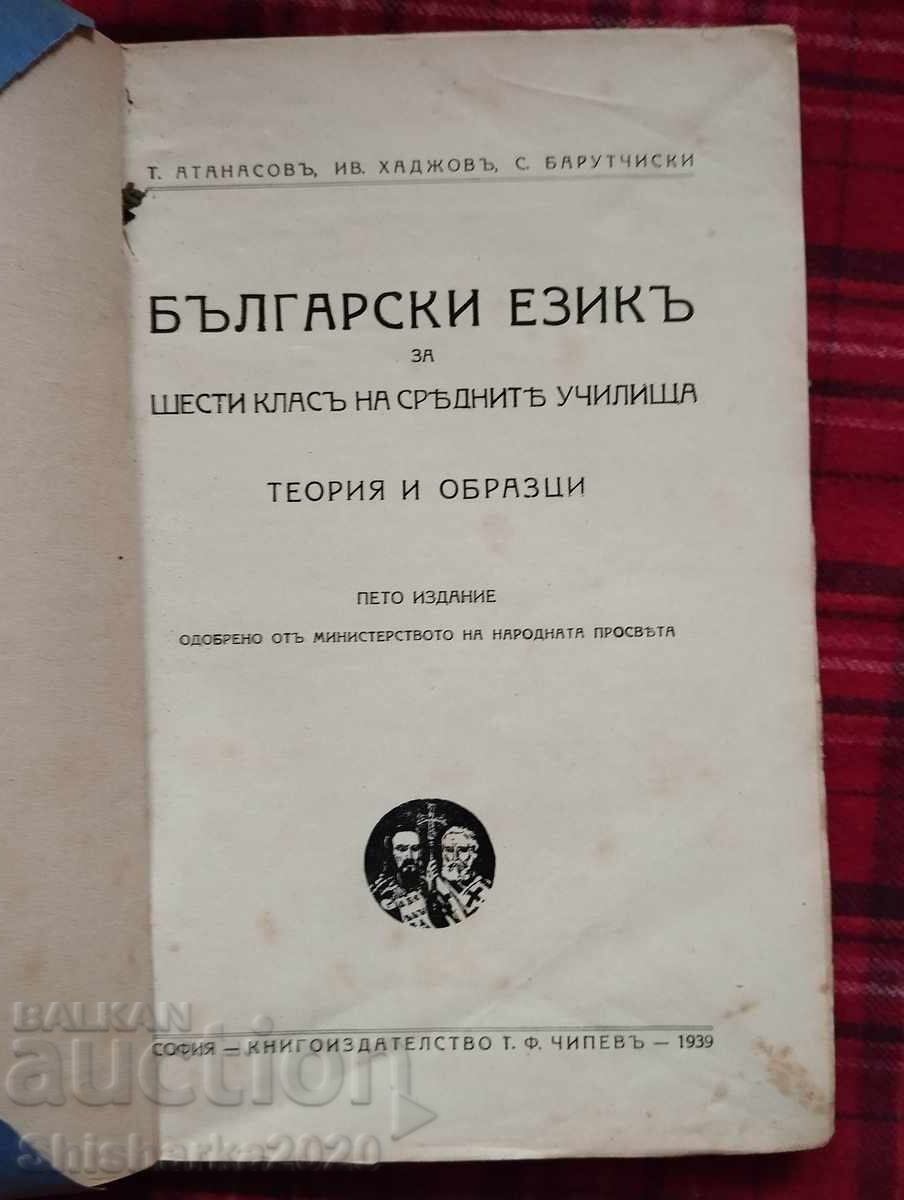 Т. АТАНАСОВЪ, ИВ. ХАДЖОВЪ, С. БАРУТЧИСКИ
БЪЛГАРСКИ ЕЗИКЪ
ЗА
ШЕСТИ КЛАСЪ НА СРѢДНИТѢ УЧИЛИЩА
ТЕОРИЯ И ОБРАЗЦИ
ПЕТО ИЗДАНИЕ
ОДОБРЕНО ОТЪ МИНИСТЕРСТВОТО НА НАРОДНАТА ПРОСВѢТА
СОФИЯ — КНИГОИЗДАТЕЛСТВО Т. Ф. ЧИПЕВЪ — 1939
BALKAN
auction
Shisharka2020